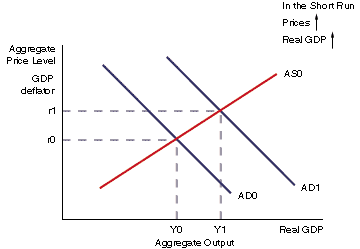 In the Short Run
Prices
Real GDP
Aggregate
Price Level
GDP
deflator
AS0
r1
r0
AD0
AD1
Y0
Y1
Real GDP
Aggregate Output